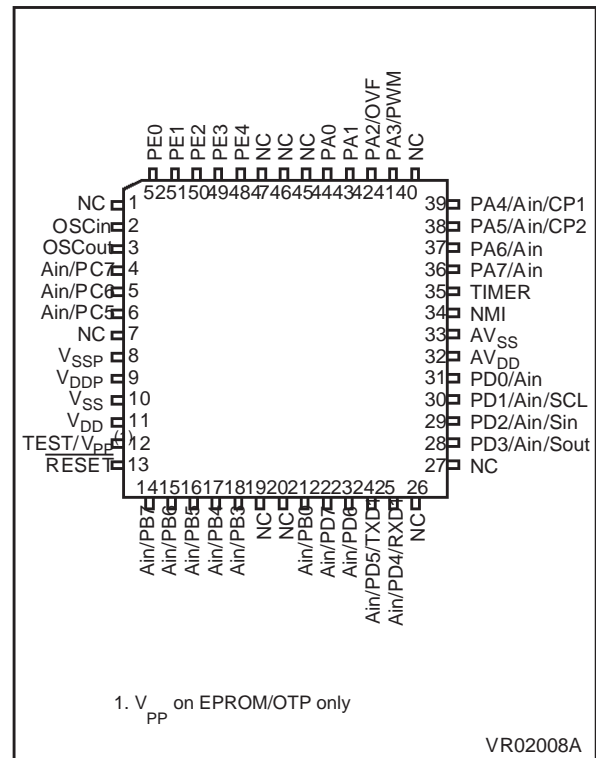 PE0
PE1
PE2
PE3
PE4
NC
NC
NC
PA0
PA1
PA2/OVF
PA3/PWM
NC
52 51 50 49 48 47 46 45 44 43 42 41 40
NC 1
OSCin 2
OSCout 3
Ain/PC7 4
Ain/PC6 5
Ain/PC5 6
NC 7
VSSP 8
VDDP 9
VSS 10
VDD 11
TEST/VPP(1) 12
RESET 13
39 PA4/Ain/CP1
38 PA5/Ain/CP2
37 PA6/Ain
36 PA7/Ain
35 TIMER
34 NMI
33 AVSS
32 AVDD
31 PD0/Ain
30 PD1/Ain/SCL
29 PD2/Ain/Sin
28 PD3/Ain/Sout
27 NC
14 15 16 17 18 19 20 21 22 23 24 25 26
Ain/PB7
Ain/PB6
Ain/PB5
Ain/PB4
Ain/PB3
NC
NC
Ain/PB0
Ain/PD7
Ain/PD6
Ain/PD5/TXD1
Ain/PD4/RXD1
NC
1. VPP on EPROM/OTP only
VR02008A